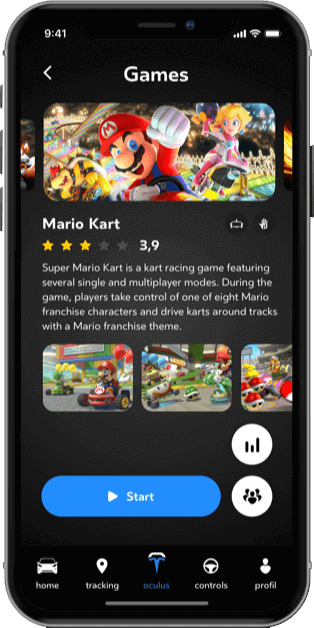 9:41
Games
Mario Kart
3,9
Super Mario Kart is a kart racing game featuring
several single and multiplayer modes. During the
game, players take control of one of eight Mario
franchise characters and drive karts around tracks
with a Mario franchise theme.
Start
home tracking oculus controls profil